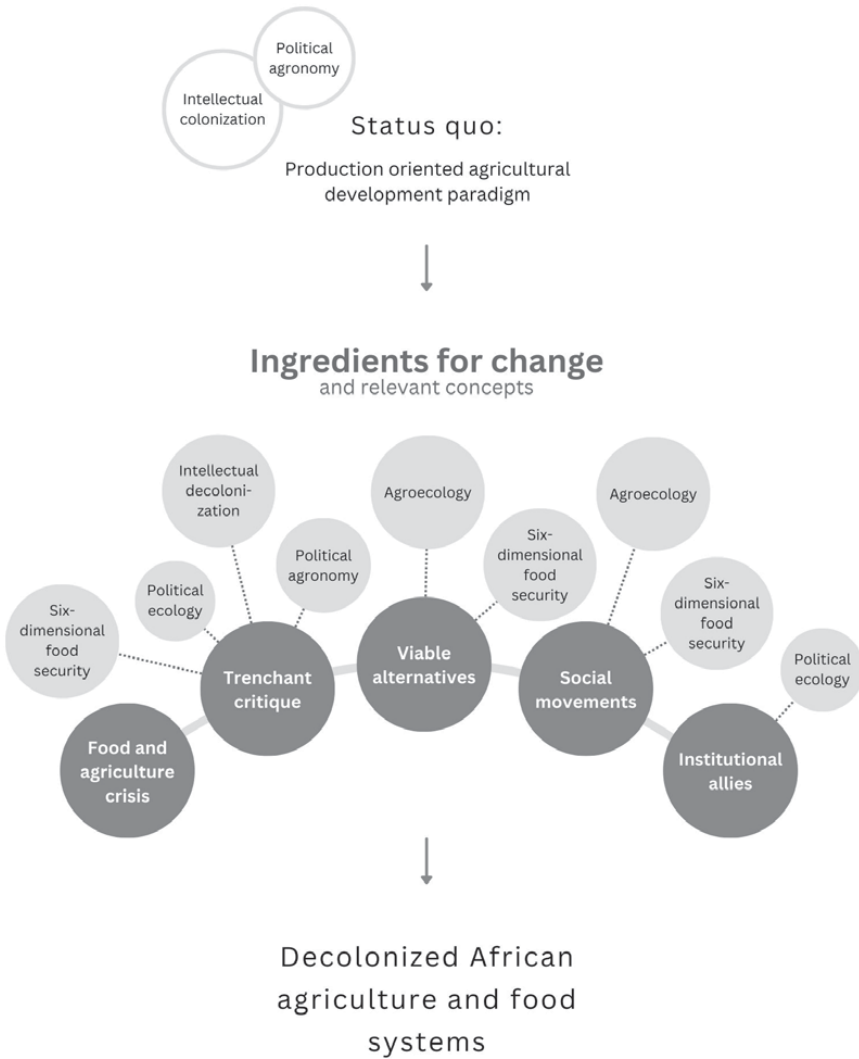 Political
agronomy
Intellectual
colonization
Status quo:
Production oriented agricultural
development paradigm
Ingredients for change
and relevant concepts
Six-
dimensional
food
security
Political
ecology
Intellectual
decoloni-
zation
Political
agronomy
Agroecology
Six-
dimensional
food
security
Agroecology
Six-
dimensional
food
security
Political
ecology
Food and
agriculture
crisis
Trenchant
critique
Viable
alternatives
Social
movements
Institutional
allies
Decolonized African
agriculture and food
systems